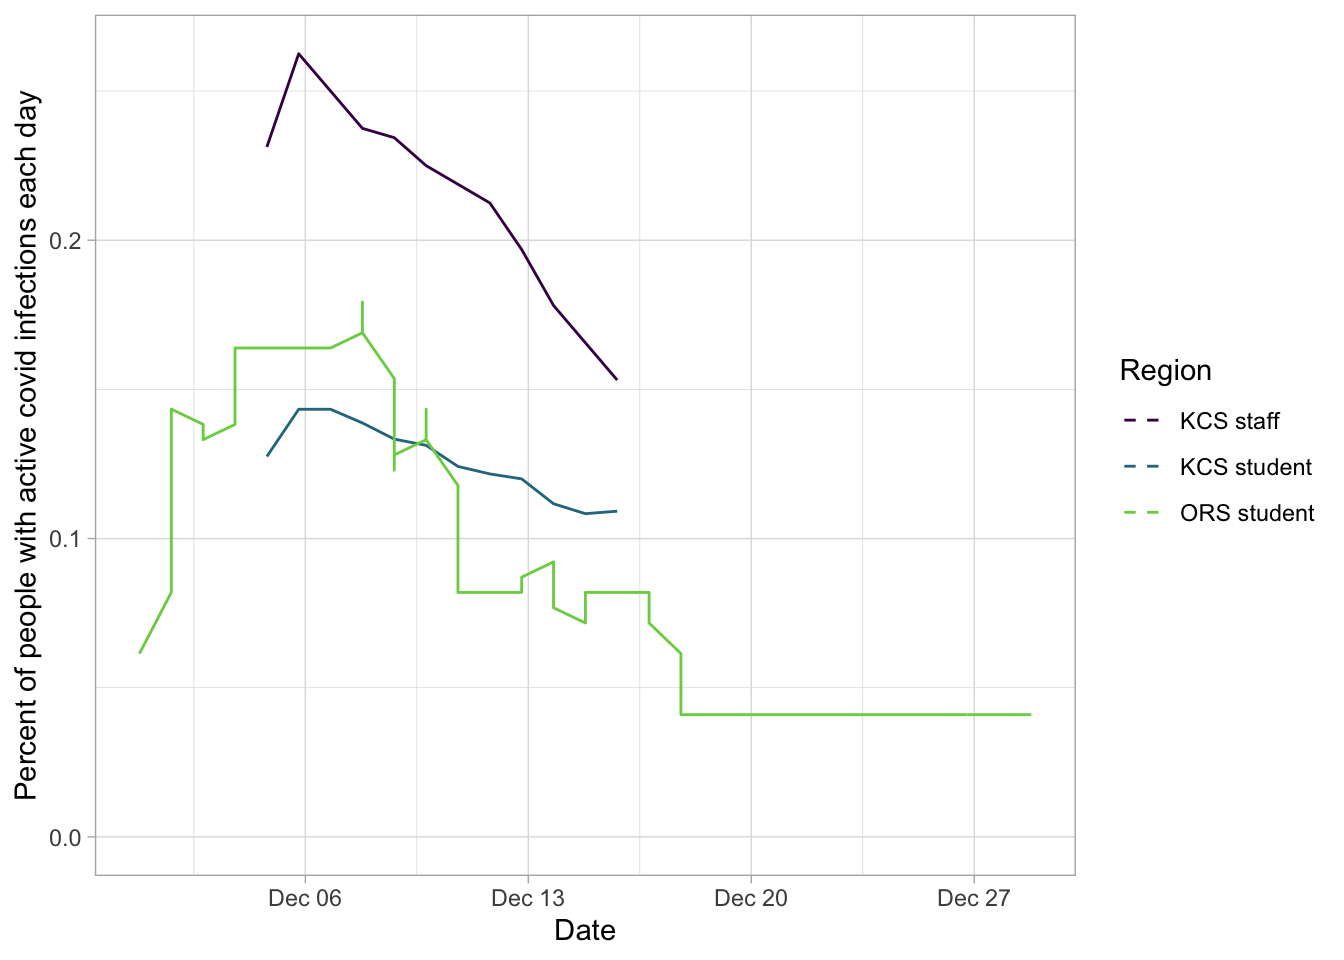 Percent of people with active covid infections each day
0.2
0.1
0.0
Dec 06
Dec 13
Dec 20
Dec 27
Date
Region
KCS staff
KCS student
ORS student